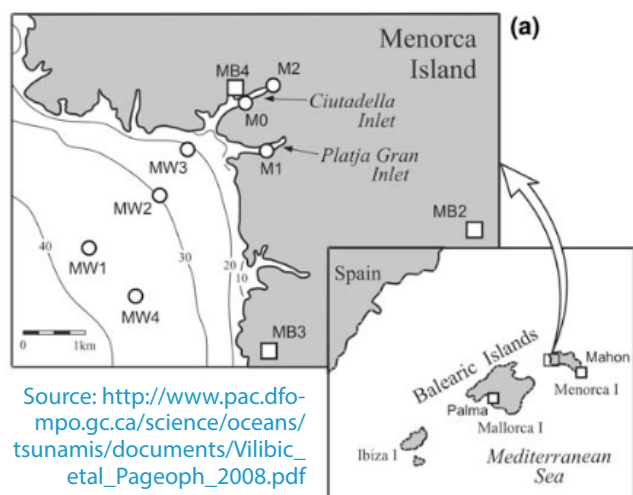 Menorca
Island
(a)
MB4
M2
M0
Ciutadella
Inlet
MW3
M1
Platja Gran
Inlet
MW2
MB2
40
MW1
30
20
10
MW4
0
1km
MB3
Spain
Balearic Islands
Mahon
Menorca I
Palma
Mallorca I
Ibiza I
Mediterranean
Sea
Source: http://www.pac.dfo-
mpo.gc.ca/science/oceans/
tsunamis/documents/Vilibic_
etal_Pageoph_2008.pdf